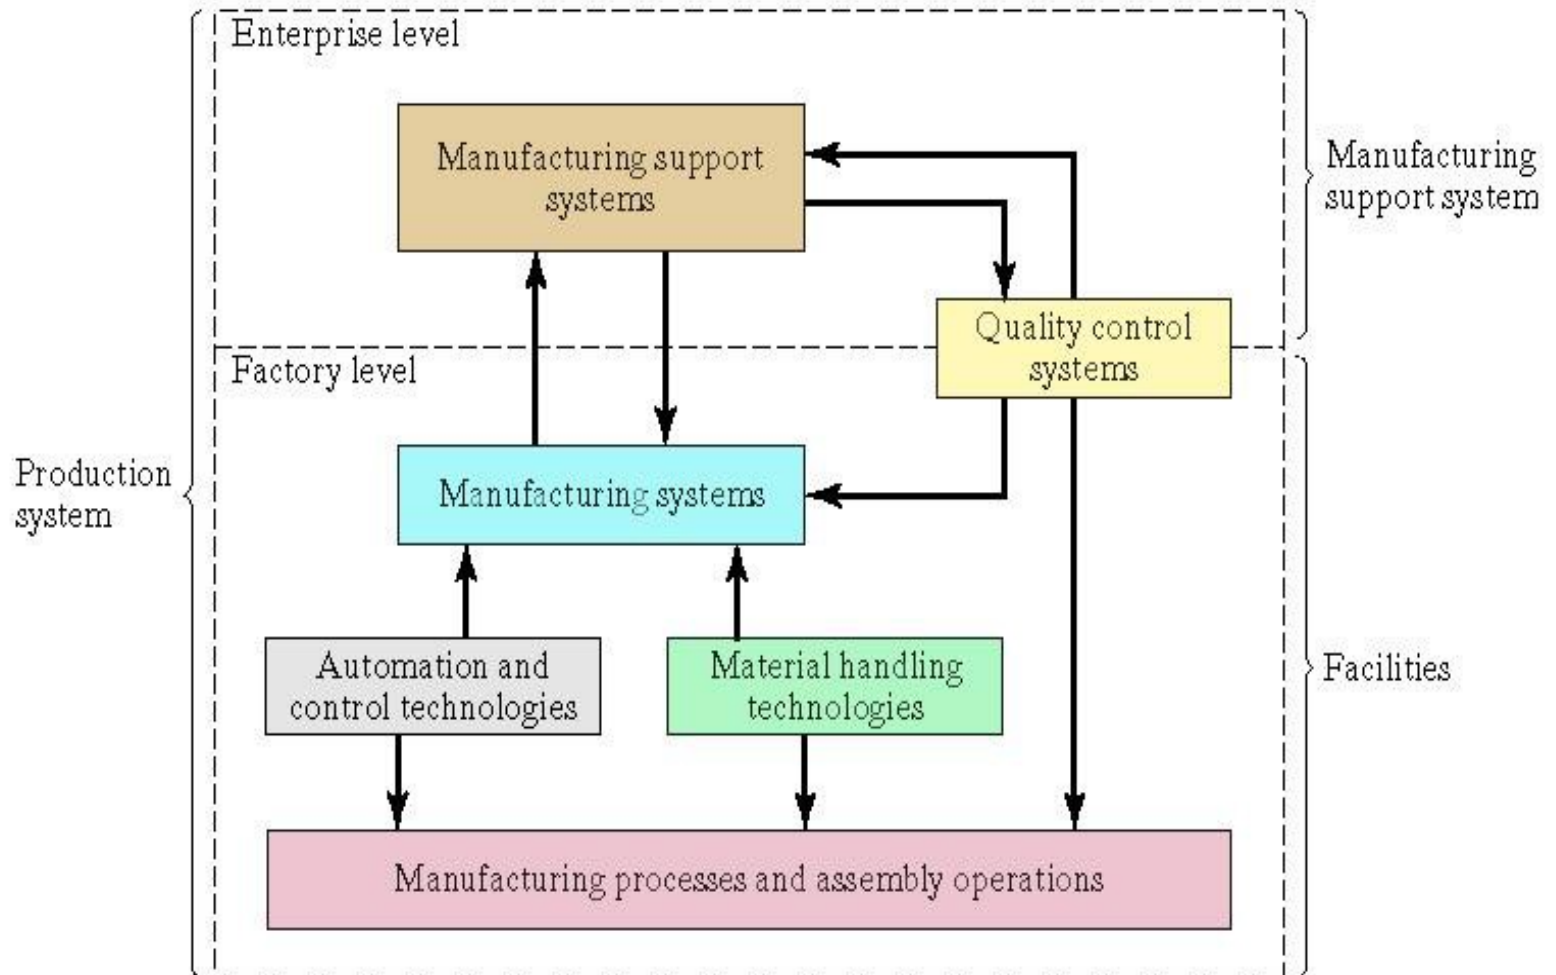 Enterprise level
Manufacturing support
systems
Manufacturing
support system
Quality control
systems
Factory level
Production
system
Manufacturing systems
Automation and
control technologies
Material handling
technologies
Facilities
Manufacturing processes and assembly operations